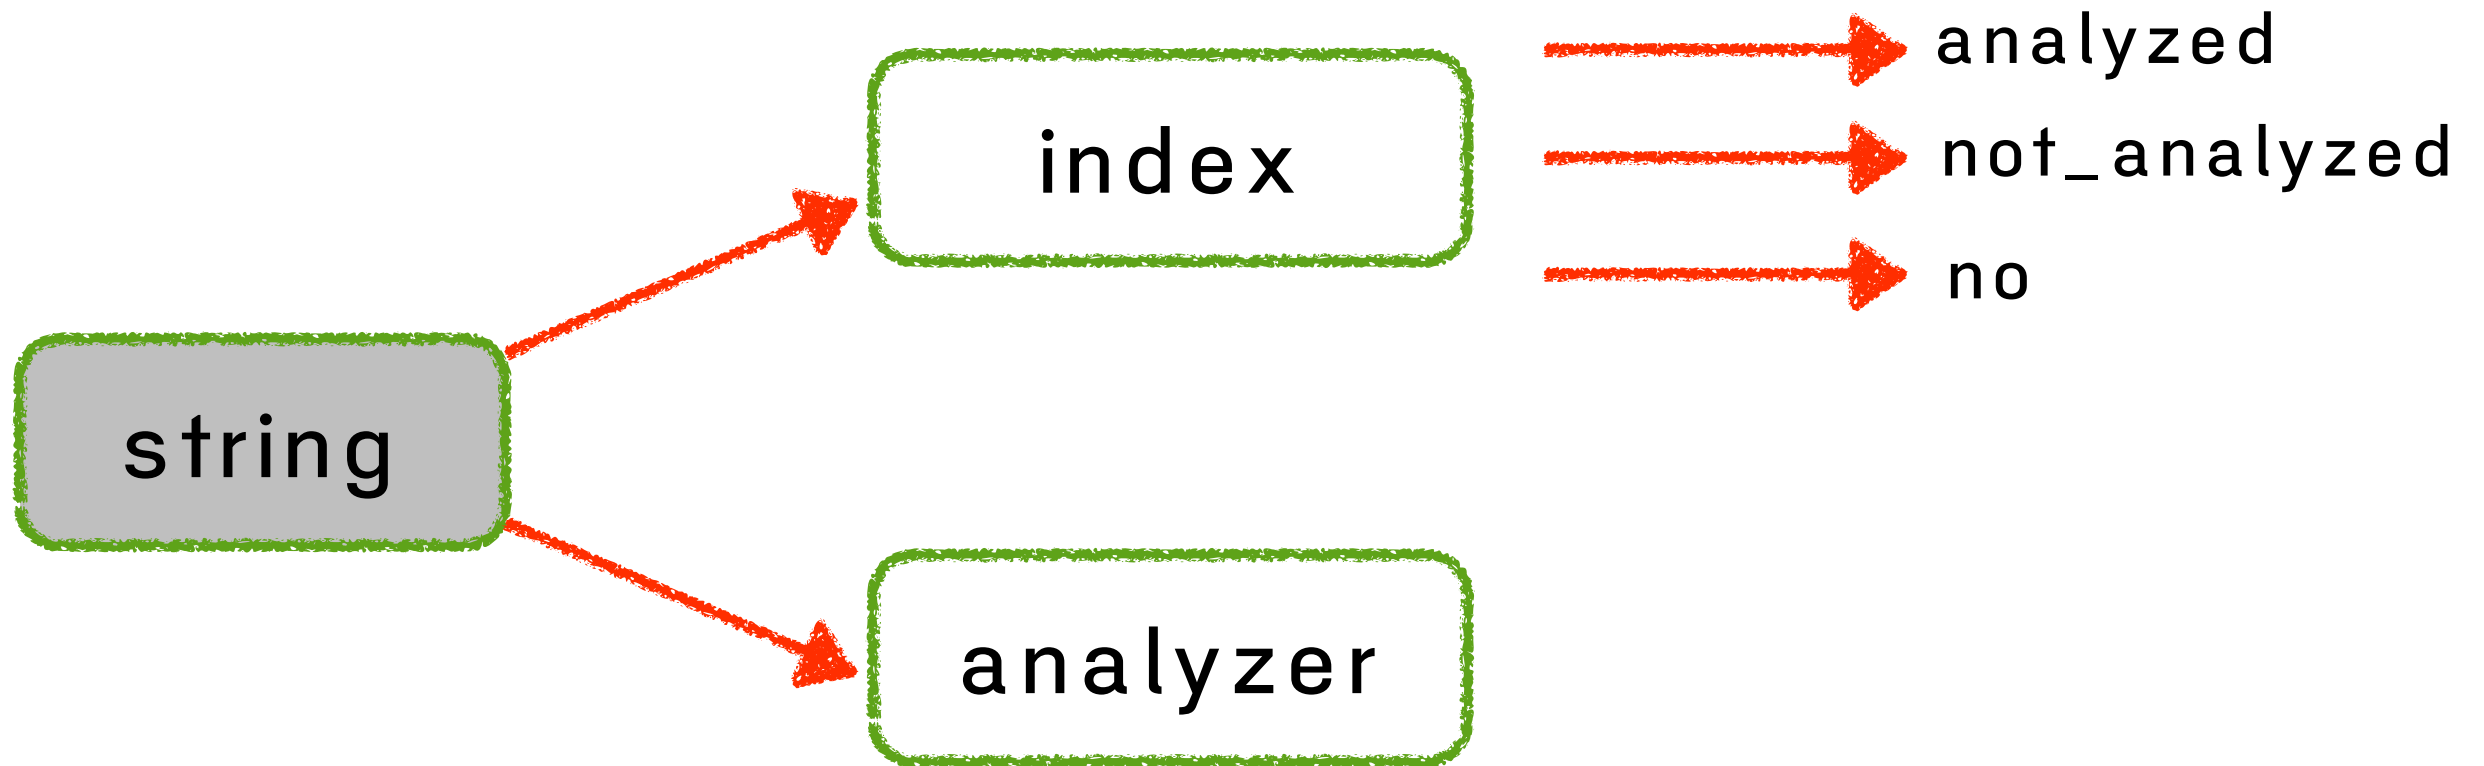 analyzed
index
not_analyzed
no
string
analyzer